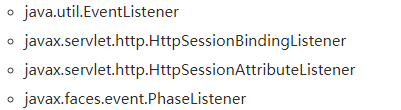 java.util.EventListener
javax.servlet.http.HttpSessionBindingListener
javax.servlet.http.HttpSessionAttributeListener
javax.faces.event.PhaseListener